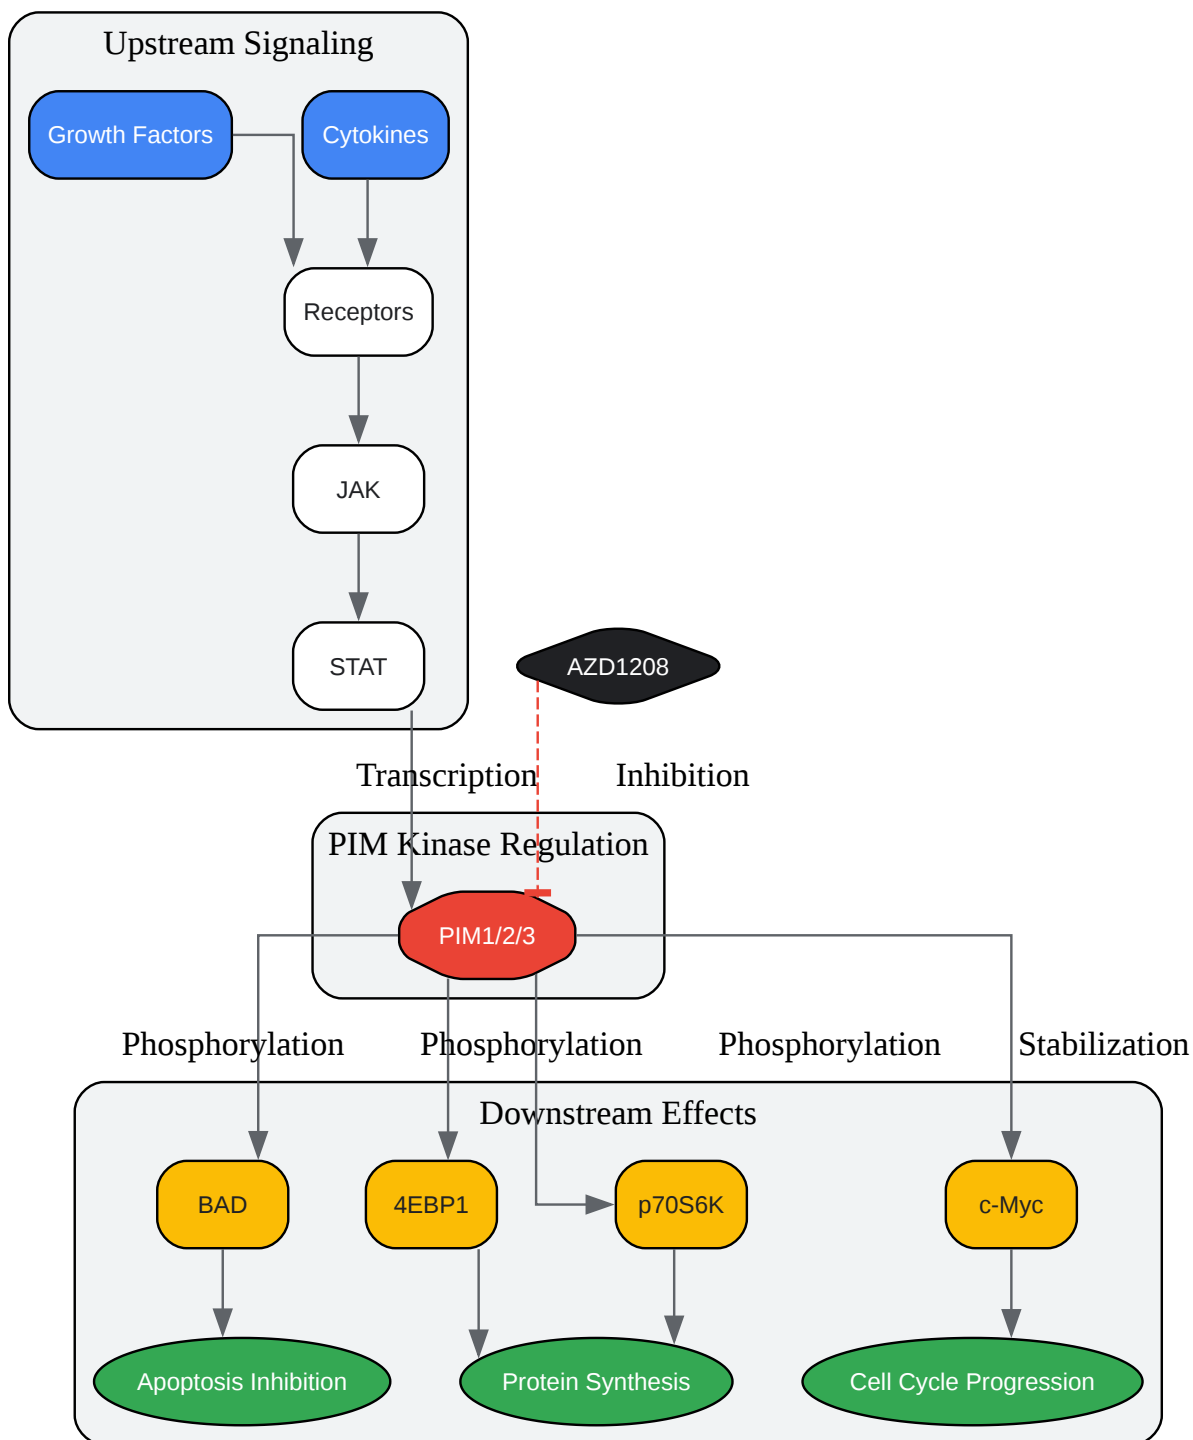 Upstream Signaling
Growth Factors
Cytokines
Receptors
JAK
STAT
AZD1208
Transcription
Inhibition
PIM Kinase Regulation
PIM1/2/3
Phosphorylation
Phosphorylation
Phosphorylation
Stabilization
Downstream Effects
BAD
4EBP1
p70S6K
c-Myc
Apoptosis Inhibition
Protein Synthesis
Cell Cycle Progression